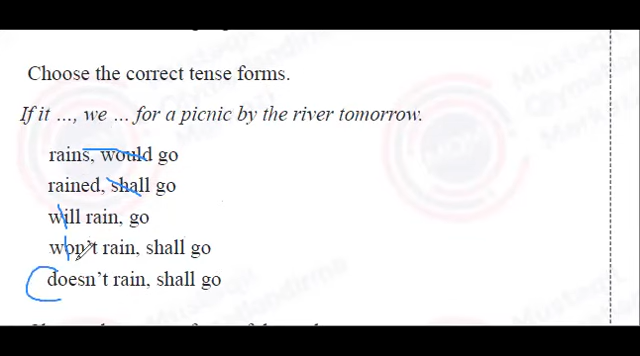 Choose the correct tense forms.
If it ..., we ... for a picnic by the river tomorrow.
rains, would go
rained, shall go
will rain, go
won't rain, shall go
doesn't rain, shall go